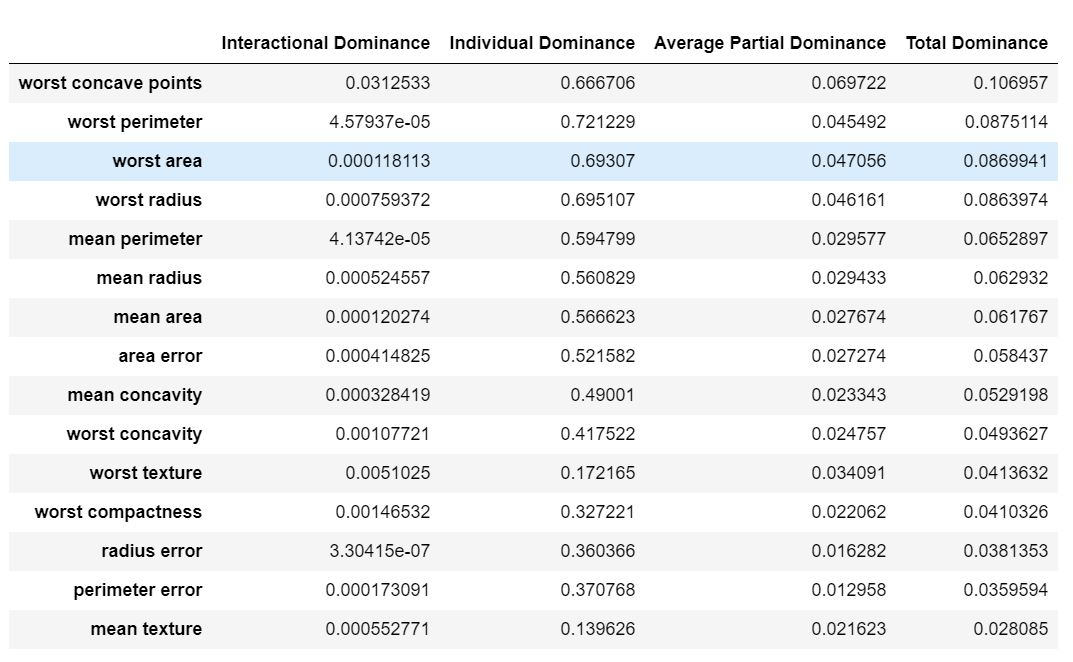 Interactional Dominance Individual Dominance Average Partial Dominance Total Dominance
worst concave points 0.0312533 0.666706 0.069722 0.106957
worst perimeter 4.57937e-05 0.721229 0.045492 0.0875114
worst area 0.000118113 0.69307 0.047056 0.0869941
worst radius 0.000759372 0.695107 0.046161 0.0863974
mean perimeter 4.13742e-05 0.594799 0.029577 0.0652897
mean radius 0.000524557 0.560829 0.029433 0.062932
mean area 0.000120274 0.566623 0.027674 0.061767
area error 0.000414825 0.521582 0.027274 0.058437
mean concavity 0.000328419 0.49001 0.023343 0.0529198
worst concavity 0.00107721 0.417522 0.024757 0.0493627
worst texture 0.0051025 0.172165 0.034091 0.0413632
worst compactness 0.00146532 0.327221 0.022062 0.0410326
radius error 3.30415e-07 0.360366 0.016282 0.0381353
perimeter error 0.000173091 0.370768 0.012958 0.0359594
mean texture 0.000552771 0.139626 0.021623 0.028085